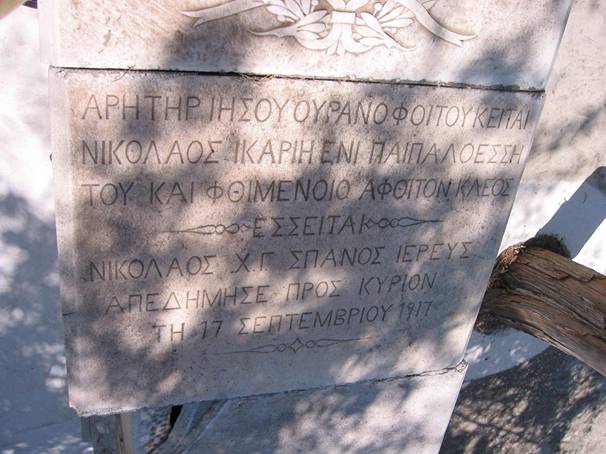 ΑΡΗΤΗΡ ΙΗΣΟΥ ΟΥΡΑΝΟΦΟΙΤΟΥ ΚΕΙΤΑΙ
ΝΙΚΟΛΑΟΣ ΙΚΑΡΙΗ ΕΝΙ ΠΑΙΠΑΛΟΕΣΣΗ
ΤΟΥ ΚΑΙ ΦΘΙΜΕΝΟΙΟ ΑΦΘΙΤΟΝ ΚΛΕΟΣ
ΕΣΣΕΙΤΑΙ
ΝΙΚΟΛΑΟΣ Χ.Γ. ΣΠΑΝΟΣ ΙΕΡΕΥΣ
ΑΠΕΔΗΜΗΣΕ ΠΡΟΣ ΚΥΡΙΟΝ
ΤΗ 17 ΣΕΠΤΕΜΒΡΙΟΥ 1917